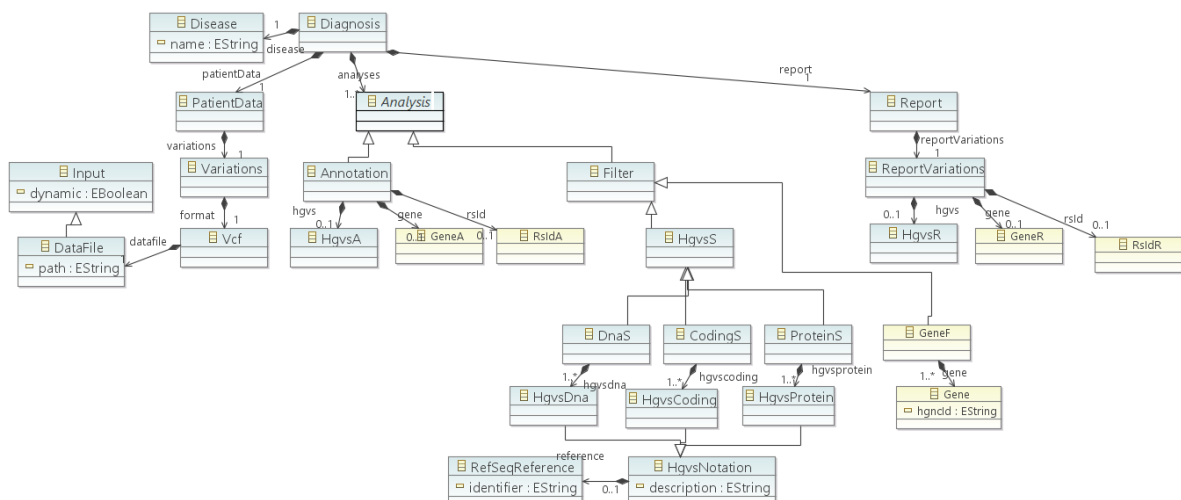 Disease
name : EString
Diagnosis
1
disease
patientData
1
analyses
1..*
report
1
PatientData
Analysis
Report
variations
1
reportVariations
1
Input
dynamic : EBoolean
Variations
Annotation
Filter
ReportVariations
format
1
hgvs
0..1
gene
0..1
rsId
0..1
hgvs
0..1
gene
0..1
rsId
0..1
DataFile
path : EString
datafile
1
Vcf
HgvsA
GeneA
RsIdA
HgvsS
HgvsR
GeneR
RsIdR
DnaS
CodingS
ProteinS
GeneF
1..*
hgvsdna
1..*
hgvscoding
1..*
hgvsprotein
1..*
gene
HgvsDna
HgvsCoding
HgvsProtein
Gene
hgncId : EString
reference
0..1
RefSeqReference
identifier : EString
HgvsNotation
description : EString